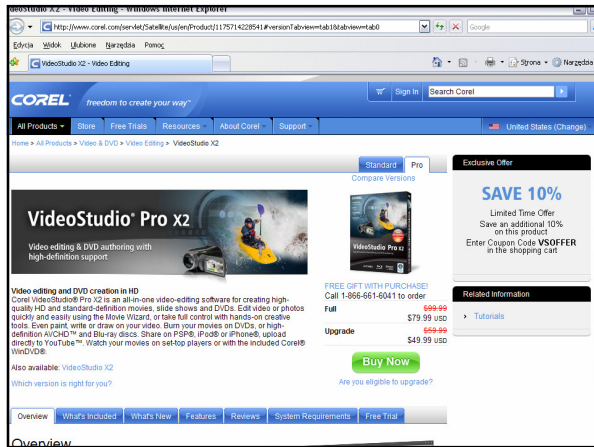 VideoStudio X2 - Video Editing - Windows Internet Explorer
http://www.corel.com/servlet/Satellite/us/en/Product/1175714228541#versionTabview=tab1&tabview=tab0
Google
Edycja Widok Ulubione Narzędzia Pomoc
VideoStudio X2 - Video Editing
Strona Narzędzia
COREL freedom to create your way™
Sign In Search Corel
All Products Store Free Trials Resources About Corel Support United States (Change)
Home > All Products > Video & DVD > Video Editing > VideoStudio X2
Standard Pro
Compare Versions
VideoStudio® Pro X2
Video editing & DVD authoring with
high-definition support
VideoStudio Pro X2
FREE GIFT WITH PURCHASE!
Call 1-866-661-6041 to order
Full $99.99
$79.99 USD
Upgrade $59.99
$49.99 USD
Buy Now
Are you eligible to upgrade?
Video editing and DVD creation in HD
Corel VideoStudio® Pro X2 is an all-in-one video-editing software for creating high-
quality HD and standard-definition movies, slide shows and DVDs. Edit video or photos
quickly and easily using the Movie Wizard, or take full control with hands-on creative
tools. Even paint, write or draw on your video. Burn your movies on DVDs, or high-
definition AVCHD™ and Blu-ray discs. Share on PSP®, iPod® or iPhone®, upload
directly to YouTube™. Watch your movies on set-top players or with the included Corel®
WinDVD®.
Also available: VideoStudio X2
Which version is right for you?
Exclusive Offer
SAVE 10%
Limited Time Offer
Save an additional 10%
on this product
Enter Coupon Code VSOFFER
in the shopping cart
Related Information
Tutorials
Overview What's Included What's New Features Reviews System Requirements Free Trial
Overview